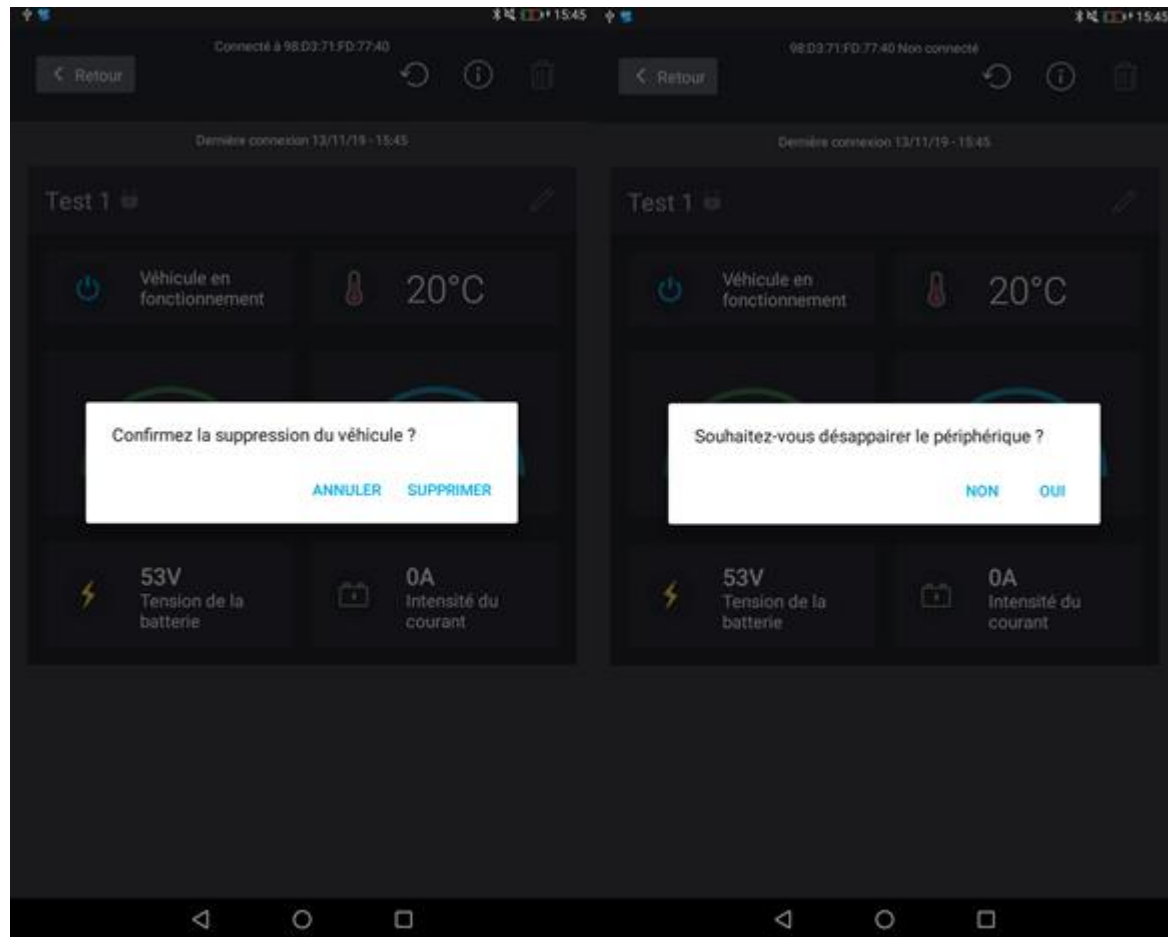 15:45
Connecté à 98:D3:71:FD:77:40
Retour
Dernière connexion 13/11/19 - 15:45
Test 1
Véhicule en
fonctionnement
20°C
Confirmez la suppression du véhicule ?
ANNULER SUPPRIMER
53V
Tension de la
batterie
0A
Intensité du
courant
15:45
98:D3:71:FD:77:40 Non connecté
Retour
Dernière connexion 13/11/19 - 15:45
Test 1
Véhicule en
fonctionnement
20°C
Souhaitez-vous désappairer le périphérique ?
NON OUI
53V
Tension de la
batterie
0A
Intensité du
courant